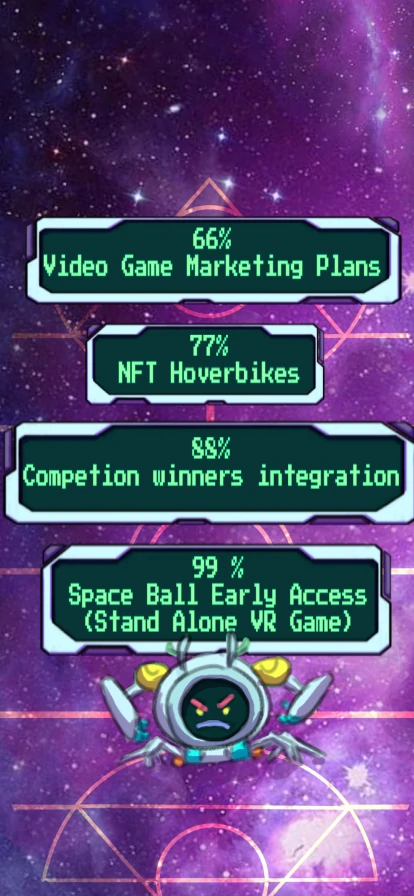 66%
Video Game Marketing Plans
77%
NFT Hoverbikes
88%
Competion winners integration
99 %
Space Ball Early Access
(Stand Alone VR Game)